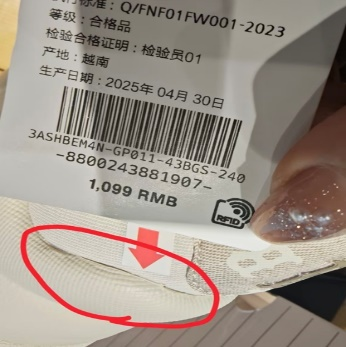 标准：Q/FNF01FW001-2023
等级：合格品
检验合格证明：检验员01
产地：越南
生产日期：2025年 04月 30日
3ASHBEM4N-GP011-43BGS-240
-8800243881907-
1,099 RMB
RFID